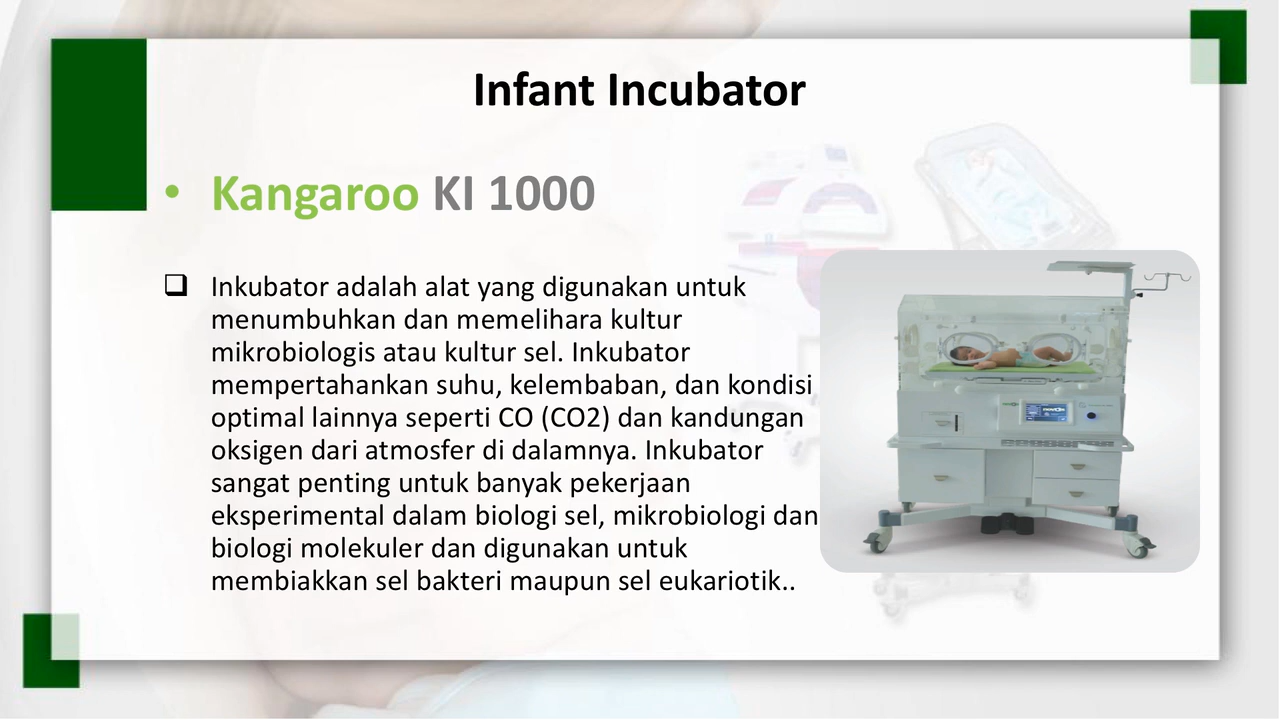 Infant Incubator
• Kangaroo KI 1000
❑ Inkubator adalah alat yang digunakan untuk
menumbuhkan dan memelihara kultur
mikrobiologis atau kultur sel. Inkubator
mempertahankan suhu, kelembaban, dan kondisi
optimal lainnya seperti CO (CO2) dan kandungan
oksigen dari atmosfer di dalamnya. Inkubator
sangat penting untuk banyak pekerjaan
eksperimental dalam biologi sel, mikrobiologi dan
biologi molekuler dan digunakan untuk
membiakkan sel bakteri maupun sel eukariotik..